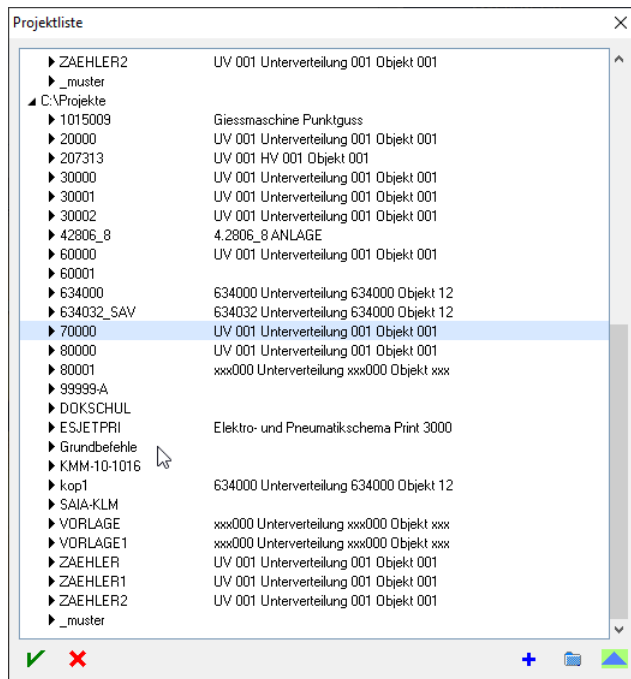 Projektliste
ZAEHLER2 UV 001 Unterverteilung 001 Objekt 001
_muster
C:\Projekte
1015009 Giessmaschine Punktguss
20000 UV 001 Unterverteilung 001 Objekt 001
207313 UV 001 HV 001 Objekt 001
30000 UV 001 Unterverteilung 001 Objekt 001
30001 UV 001 Unterverteilung 001 Objekt 001
30002 UV 001 Unterverteilung 001 Objekt 001
42806_8 4.2806_8 ANLAGE
60000 UV 001 Unterverteilung 001 Objekt 001
60001
634000 634000 Unterverteilung 634000 Objekt 12
634032_SAV 634032 Unterverteilung 634000 Objekt 12
70000 UV 001 Unterverteilung 001 Objekt 001
80000 UV 001 Unterverteilung 001 Objekt 001
80001 xxx000 Unterverteilung xxx000 Objekt xxx
99999-A
DOKSCHUL
ESJETPRI Elektro- und Pneumatikschema Print 3000
Grundbefehle
KMM-10-1016
kop1 634000 Unterverteilung 634000 Objekt 12
SAIA-KLM
VORLAGE xxx000 Unterverteilung xxx000 Objekt xxx
VORLAGE1 xxx000 Unterverteilung xxx000 Objekt xxx
ZAEHLER UV 001 Unterverteilung 001 Objekt 001
ZAEHLER1 UV 001 Unterverteilung 001 Objekt 001
ZAEHLER2 UV 001 Unterverteilung 001 Objekt 001
_muster